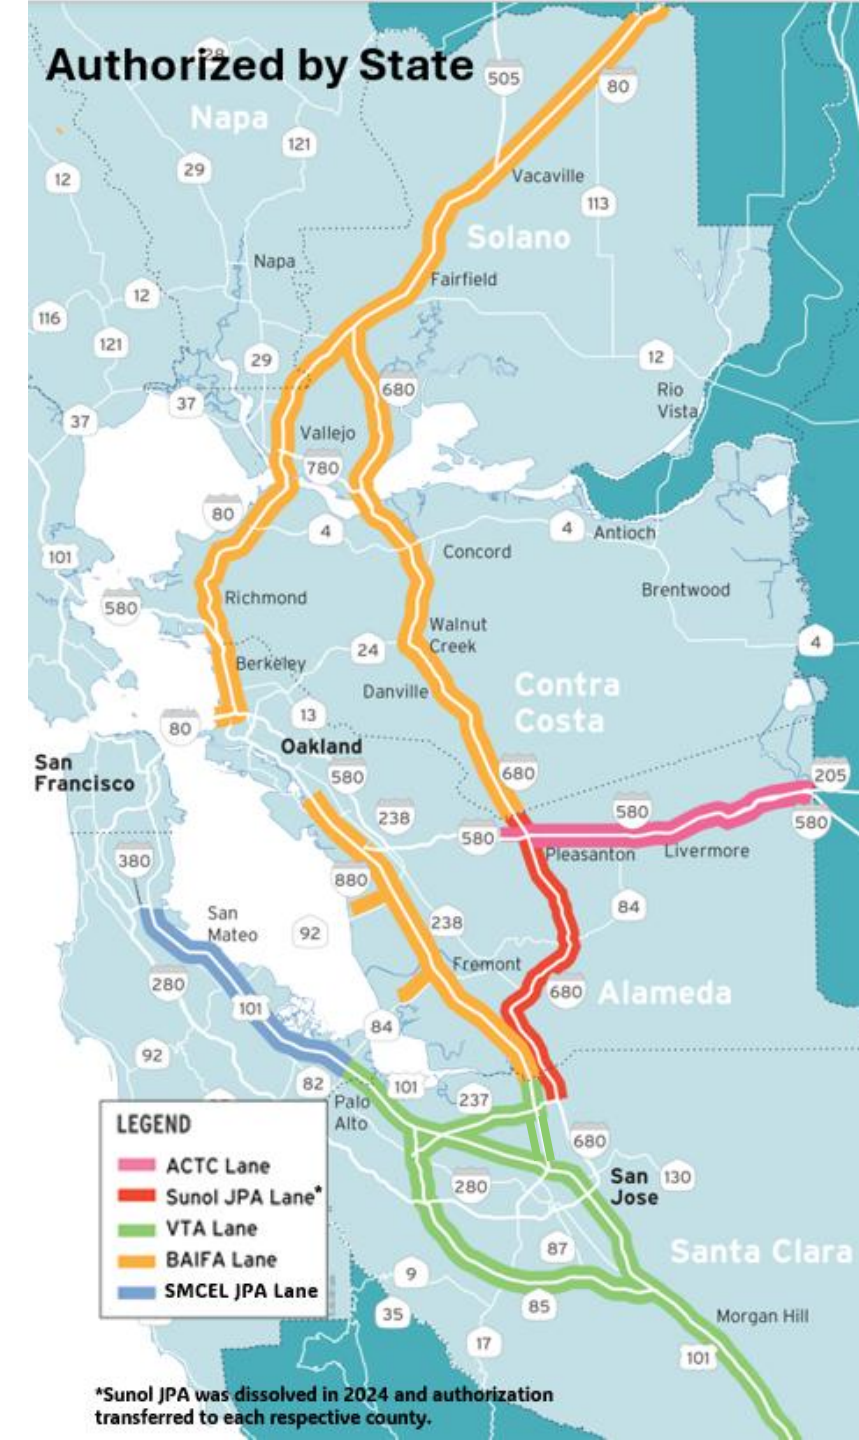 Authorized by State
28
505
80
Napa
121
29
12
Vacaville
113
Solano
Napa
Fairfield
12
116
121
29
12
680
Rio
Vista
37
37
Vallejo
780
80
4
4
Antioch
101
Concord
580
Richmond
Brentwood
Walnut
Creek
24
4
Berkeley
Danville
Contra
Costa
13
80
Oakland
San
Francisco
580
680
205
580
238
580
580
Pleasanton
Livermore
380
880
84
San
Mateo
92
238
Fremont
280
680
Alameda
101
84
92
82
101
Palo
Alto
237
680
LEGEND
ACTC Lane
Sunol JPA Lane*
VTA Lane
BAIFA Lane
SMCEL JPA Lane
280
San
Jose
130
87
Santa Clara
9
85
35
Morgan Hill
17
101
*Sunol JPA was dissolved in 2024 and authorization
transferred to each respective county.